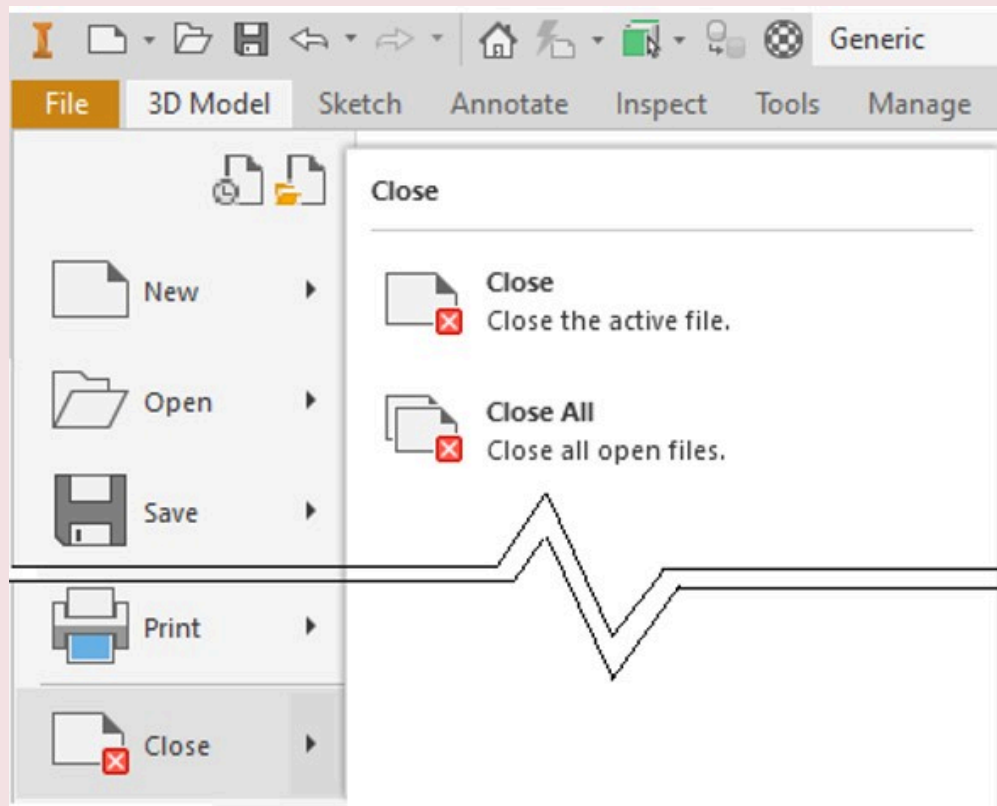 Generic
File 3D Model Sketch Annotate Inspect Tools Manage
Close
New
Close
Close the active file.
Open
Close All
Close all open files.
Save
Print
Close